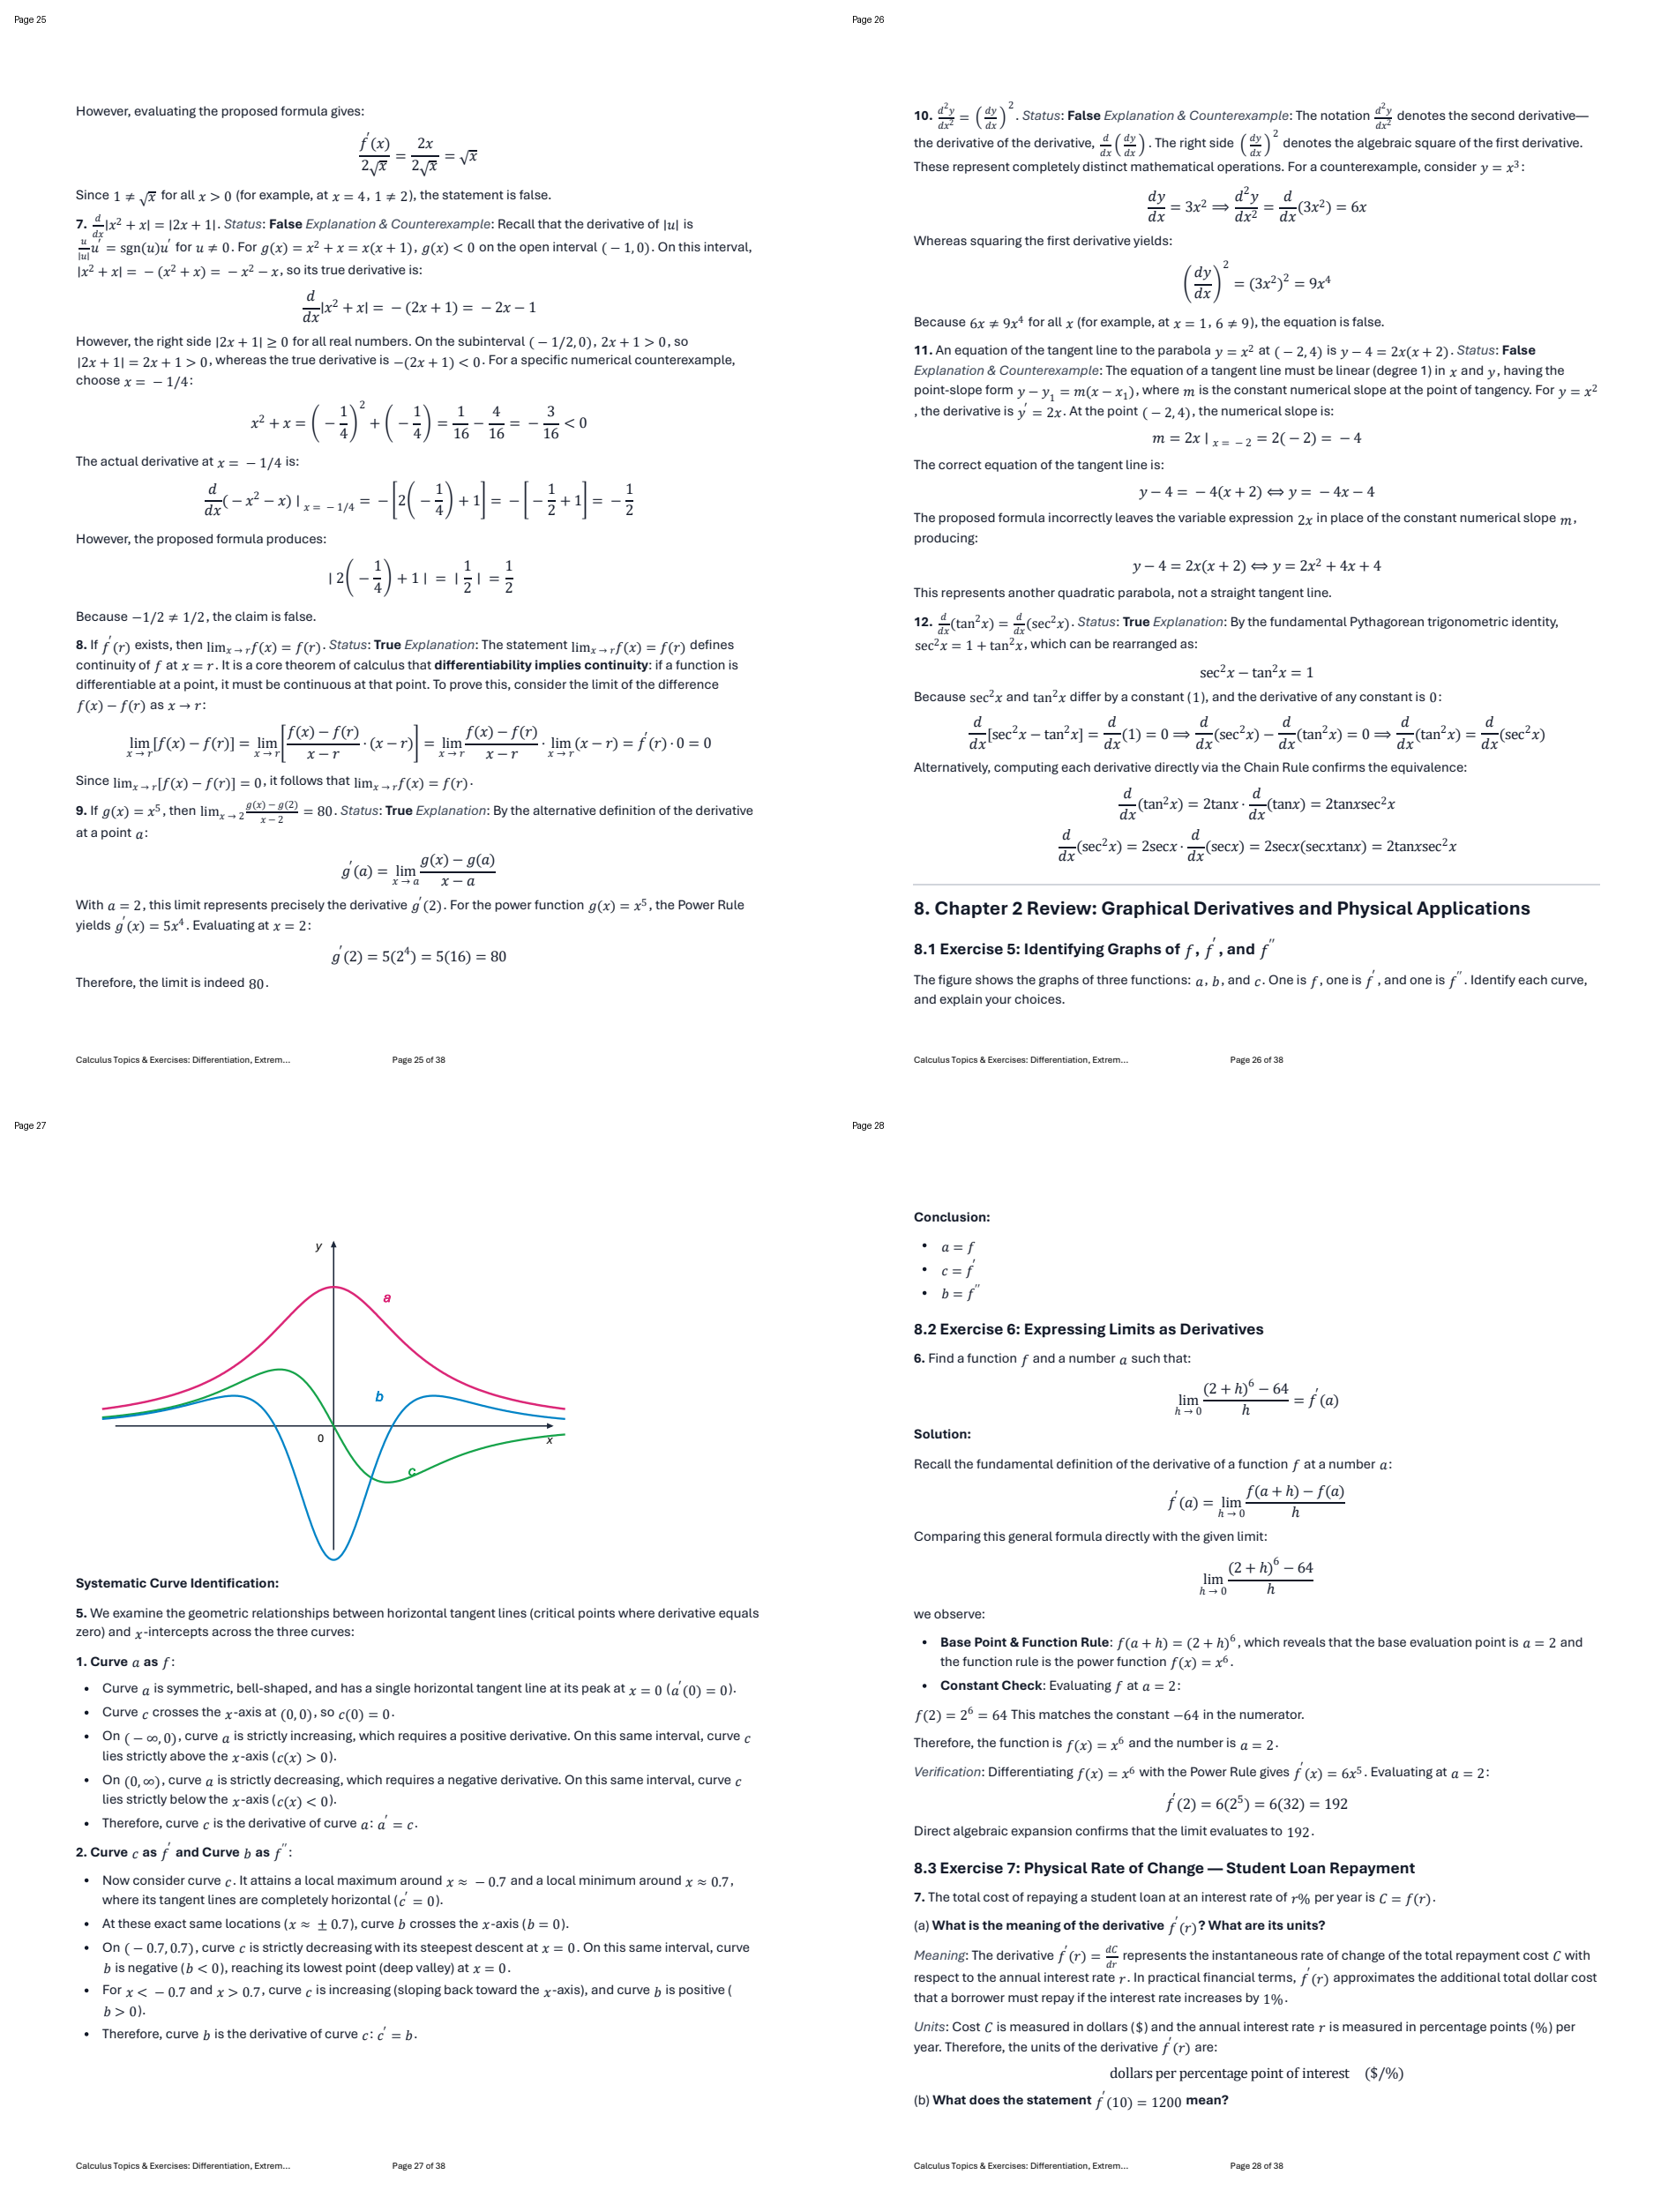 Page 25
However, evaluating the proposed formula gives:
f′(x)/(2√x) = 2x/(2√x) = √x
Since 1 ≠ √x for all x > 0 (for example, at x = 4, 1 ≠ 2), the statement is false.
7. d/dx|x² + x| = |2x + 1|. Status: False Explanation & Counterexample: Recall that the derivative of |u| is
u/|u| u′ = sgn(u)u′ for u ≠ 0. For g(x) = x² + x = x(x + 1), g(x) < 0 on the open interval ( − 1,0). On this interval,
|x² + x| = − (x² + x) = − x² − x, so its true derivative is:
d/dx|x² + x| = − (2x + 1) = − 2x − 1
However, the right side |2x + 1| ≥ 0 for all real numbers. On the subinterval ( − 1/2,0), 2x + 1 > 0, so
|2x + 1| = 2x + 1 > 0, whereas the true derivative is −(2x + 1) < 0. For a specific numerical counterexample,
choose x = − 1/4:
x² + x = (−1/4)² + (−1/4) = 1/16 − 4/16 = − 3/16 < 0
The actual derivative at x = − 1/4 is:
d/dx(− x² − x) | x = − 1/4 = − [2(−1/4) + 1] = − [−1/2 + 1] = − 1/2
However, the proposed formula produces:
| 2(−1/4) + 1 | = | 1/2 | = 1/2
Because −1/2 ≠ 1/2, the claim is false.
8. If f′(r) exists, then lim x→r f(x) = f(r). Status: True Explanation: The statement lim x→r f(x) = f(r) defines
continuity of f at x = r. It is a core theorem of calculus that differentiability implies continuity: if a function is
differentiable at a point, it must be continuous at that point. To prove this, consider the limit of the difference
f(x) − f(r) as x → r:
lim x→r [f(x) − f(r)] = lim x→r [(f(x) − f(r))/(x − r) · (x − r)] = lim x→r (f(x) − f(r))/(x − r) · lim x→r (x − r) = f′(r) · 0 = 0
Since lim x→r [f(x) − f(r)] = 0, it follows that lim x→r f(x) = f(r).
9. If g(x) = x⁵, then lim x→2 (g(x) − g(2))/(x − 2) = 80. Status: True Explanation: By the alternative definition of the derivative
at a point a:
g′(a) = lim x→a (g(x) − g(a))/(x − a)
With a = 2, this limit represents precisely the derivative g′(2). For the power function g(x) = x⁵, the Power Rule
yields g′(x) = 5x⁴. Evaluating at x = 2:
g′(2) = 5(2⁴) = 5(16) = 80
Therefore, the limit is indeed 80.
Calculus Topics & Exercises: Differentiation, Extrem... Page 25 of 38
Page 26
10. d²y/dx² = (dy/dx)². Status: False Explanation & Counterexample: The notation d²y/dx² denotes the second derivative—
the derivative of the derivative, d/dx(dy/dx). The right side (dy/dx)² denotes the algebraic square of the first derivative.
These represent completely distinct mathematical operations. For a counterexample, consider y = x³:
dy/dx = 3x² ⟹ d²y/dx² = d/dx(3x²) = 6x
Whereas squaring the first derivative yields:
(dy/dx)² = (3x²)² = 9x⁴
Because 6x ≠ 9x⁴ for all x (for example, at x = 1, 6 ≠ 9), the equation is false.
11. An equation of the tangent line to the parabola y = x² at ( − 2,4) is y − 4 = 2x(x + 2). Status: False
Explanation & Counterexample: The equation of a tangent line must be linear (degree 1) in x and y, having the
point-slope form y − y₁ = m(x − x₁), where m is the constant numerical slope at the point of tangency. For y = x²
, the derivative is y′ = 2x. At the point ( − 2,4), the numerical slope is:
m = 2x | x = − 2 = 2( − 2) = − 4
The correct equation of the tangent line is:
y − 4 = − 4(x + 2) ⟺ y = − 4x − 4
The proposed formula incorrectly leaves the variable expression 2x in place of the constant numerical slope m,
producing:
y − 4 = 2x(x + 2) ⟺ y = 2x² + 4x + 4
This represents another quadratic parabola, not a straight tangent line.
12. d/dx(tan²x) = d/dx(sec²x). Status: True Explanation: By the fundamental Pythagorean trigonometric identity,
sec²x = 1 + tan²x, which can be rearranged as:
sec²x − tan²x = 1
Because sec²x and tan²x differ by a constant (1), and the derivative of any constant is 0:
d/dx[sec²x − tan²x] = d/dx(1) = 0 ⟹ d/dx(sec²x) − d/dx(tan²x) = 0 ⟹ d/dx(tan²x) = d/dx(sec²x)
Alternatively, computing each derivative directly via the Chain Rule confirms the equivalence:
d/dx(tan²x) = 2tanx · d/dx(tanx) = 2tanxsec²x
d/dx(sec²x) = 2secx · d/dx(secx) = 2secx(secxtanx) = 2tanxsec²x
8. Chapter 2 Review: Graphical Derivatives and Physical Applications
8.1 Exercise 5: Identifying Graphs of f, f′, and f″
The figure shows the graphs of three functions: a, b, and c. One is f, one is f′, and one is f″. Identify each curve,
and explain your choices.
Calculus Topics & Exercises: Differentiation, Extrem... Page 26 of 38
Page 27
y
a
b
0
x
c
Systematic Curve Identification:
5. We examine the geometric relationships between horizontal tangent lines (critical points where derivative equals
zero) and x-intercepts across the three curves:
1. Curve a as f:
• Curve a is symmetric, bell-shaped, and has a single horizontal tangent line at its peak at x = 0 (a′(0) = 0).
• Curve c crosses the x-axis at (0,0), so c(0) = 0.
• On ( − ∞,0), curve a is strictly increasing, which requires a positive derivative. On this same interval, curve c
lies strictly above the x-axis (c(x) > 0).
• On (0,∞), curve a is strictly decreasing, which requires a negative derivative. On this same interval, curve c
lies strictly below the x-axis (c(x) < 0).
• Therefore, curve c is the derivative of curve a: a′ = c.
2. Curve c as f′ and Curve b as f″:
• Now consider curve c. It attains a local maximum around x ≈ − 0.7 and a local minimum around x ≈ 0.7,
where its tangent lines are completely horizontal (c′ = 0).
• At these exact same locations (x ≈ ± 0.7), curve b crosses the x-axis (b = 0).
• On ( − 0.7,0.7), curve c is strictly decreasing with its steepest descent at x = 0. On this same interval, curve
b is negative (b < 0), reaching its lowest point (deep valley) at x = 0.
• For x < − 0.7 and x > 0.7, curve c is increasing (sloping back toward the x-axis), and curve b is positive (
b > 0).
• Therefore, curve b is the derivative of curve c: c′ = b.
Calculus Topics & Exercises: Differentiation, Extrem... Page 27 of 38
Page 28
Conclusion:
• a = f
• c = f′
• b = f″
8.2 Exercise 6: Expressing Limits as Derivatives
6. Find a function f and a number a such that:
lim h→0 ((2 + h)⁶ − 64)/h = f′(a)
Solution:
Recall the fundamental definition of the derivative of a function f at a number a:
f′(a) = lim h→0 (f(a + h) − f(a))/h
Comparing this general formula directly with the given limit:
lim h→0 ((2 + h)⁶ − 64)/h
we observe:
• Base Point & Function Rule: f(a + h) = (2 + h)⁶, which reveals that the base evaluation point is a = 2 and
the function rule is the power function f(x) = x⁶.
• Constant Check: Evaluating f at a = 2:
f(2) = 2⁶ = 64 This matches the constant −64 in the numerator.
Therefore, the function is f(x) = x⁶ and the number is a = 2.
Verification: Differentiating f(x) = x⁶ with the Power Rule gives f′(x) = 6x⁵. Evaluating at a = 2:
f′(2) = 6(2⁵) = 6(32) = 192
Direct algebraic expansion confirms that the limit evaluates to 192.
8.3 Exercise 7: Physical Rate of Change — Student Loan Repayment
7. The total cost of repaying a student loan at an interest rate of r% per year is C = f(r).
(a) What is the meaning of the derivative f′(r)? What are its units?
Meaning: The derivative f′(r) = dC/dr represents the instantaneous rate of change of the total repayment cost C with
respect to the annual interest rate r. In practical financial terms, f′(r) approximates the additional total dollar cost
that a borrower must repay if the interest rate increases by 1%.
Units: Cost C is measured in dollars ($) and the annual interest rate r is measured in percentage points (%) per
year. Therefore, the units of the derivative f′(r) are:
dollars per percentage point of interest ($/%)
(b) What does the statement f′(10) = 1200 mean?
Calculus Topics & Exercises: Differentiation, Extrem... Page 28 of 38